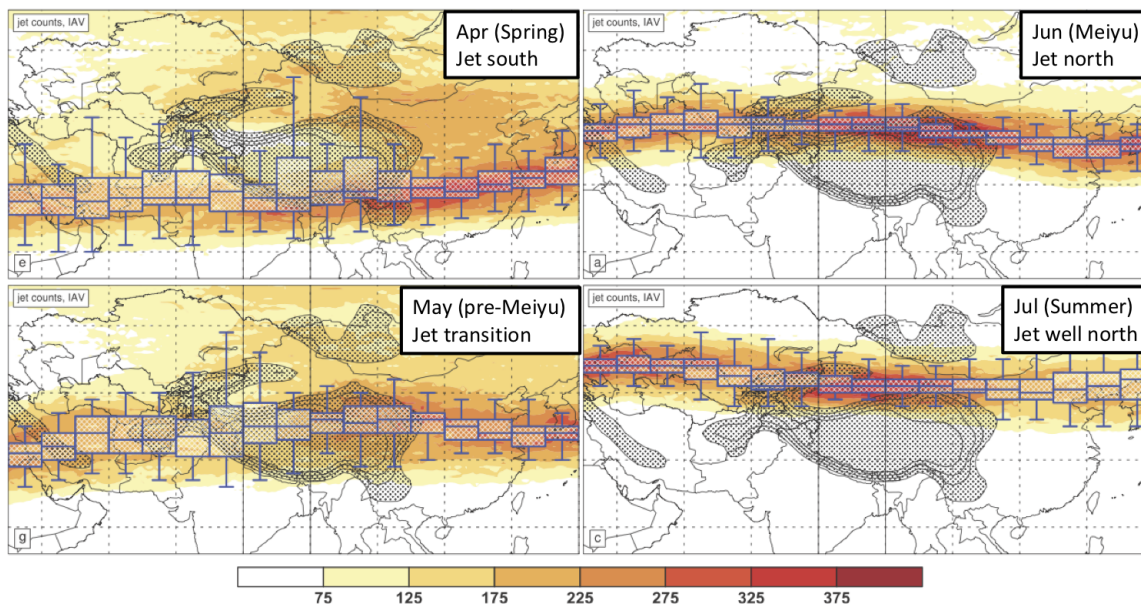 jet counts, IAV
Apr (Spring)
Jet south
e
jet counts, IAV
Jun (Meiyu)
Jet north
a
jet counts, IAV
May (pre-Meiyu)
Jet transition
g
jet counts, IAV
Jul (Summer)
Jet well north
c
75 125 175 225 275 325 375